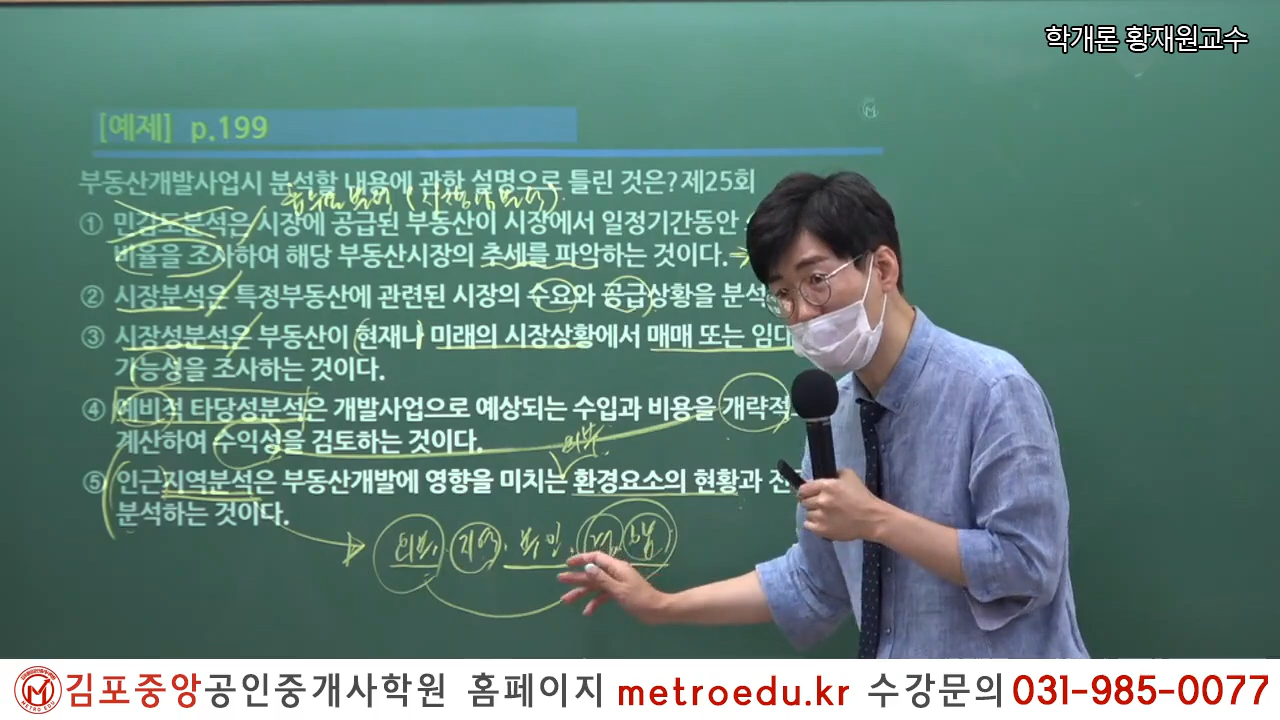 학개론 황재원교수
[예제] p.199
부동산개발사업시 분석할 내용에 관한 설명으로 틀린 것은? 제25회
① 민감도분석은 시장에 공급된 부동산이 시장에서 일정기간동안
비율을 조사하여 해당 부동산시장의 추세를 파악하는 것이다.
② 시장분석은 특정부동산에 관련된 시장의 수요와 공급상황을 분석
③ 시장성분석은 부동산이 현재나 미래의 시장상황에서 매매 또는 임대
가능성을 조사하는 것이다.
④ 예비적 타당성분석은 개발사업으로 예상되는 수입과 비용을 개략적
계산하여 수익성을 검토하는 것이다.
외부
⑤ 인근지역분석은 부동산개발에 영향을 미치는 환경요소의 현황과 전
분석하는 것이다.
외부, 지역,
김포중앙공인중개사학원 홈페이지 metroedu.kr 수강문의 031-985-0077
METRO EDU